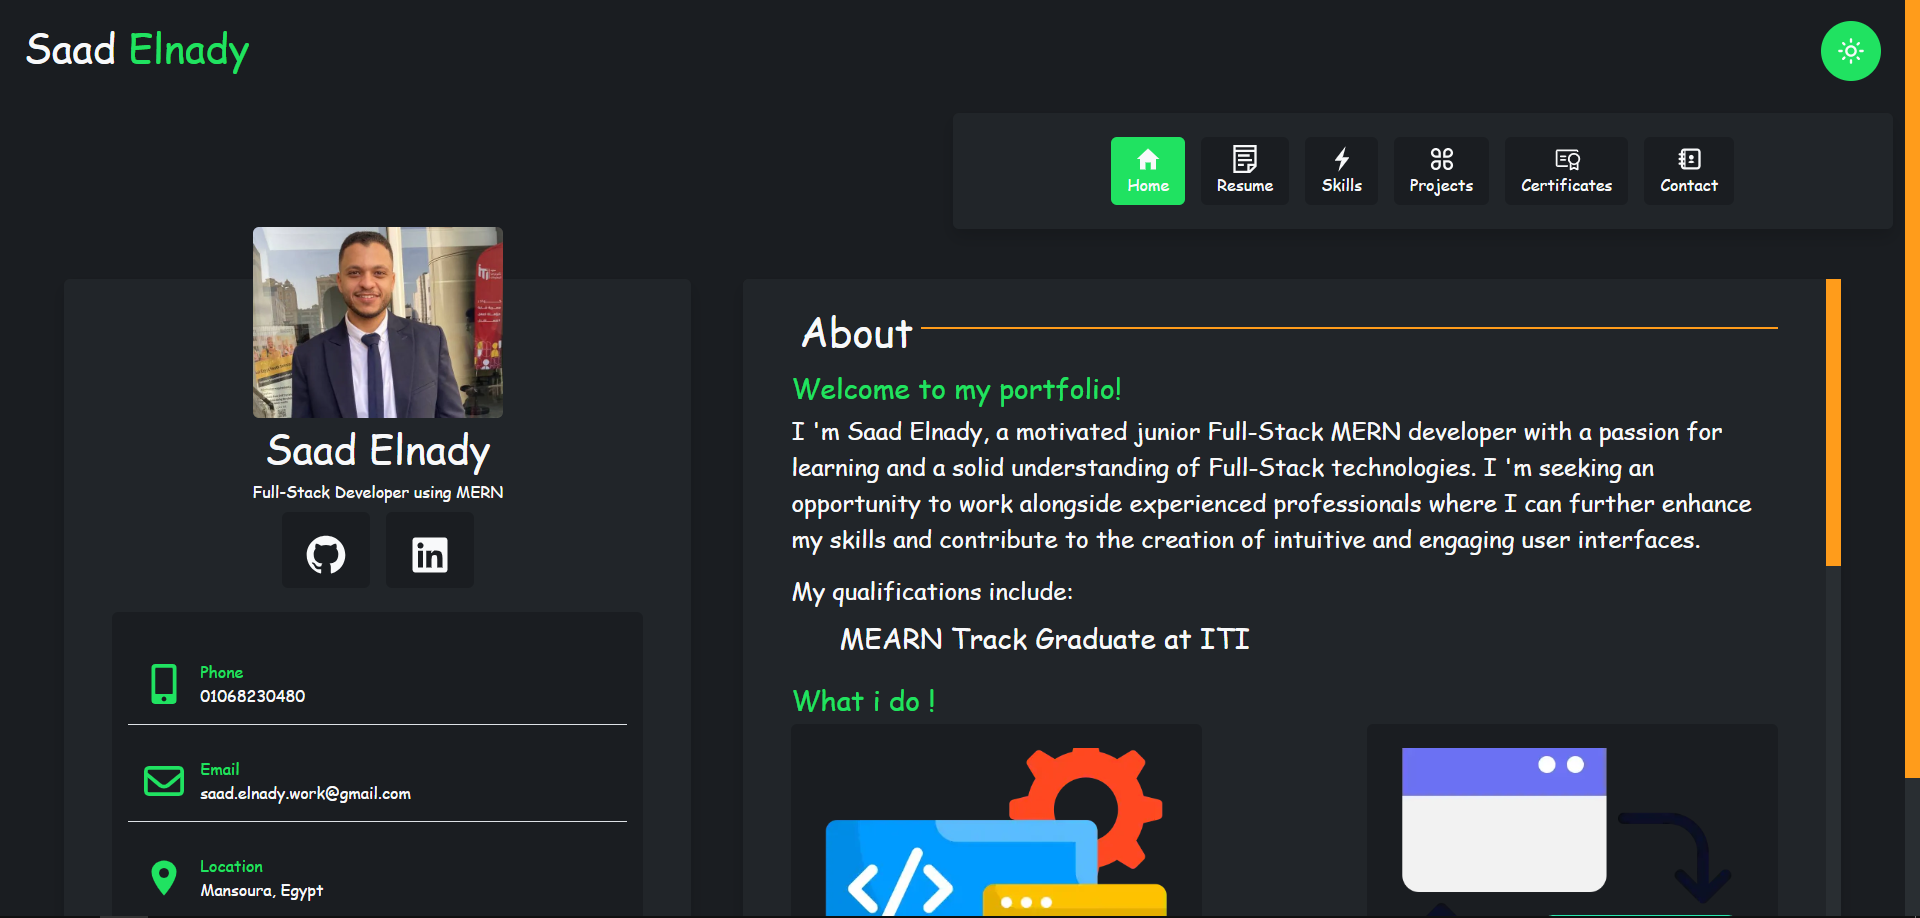 Saad Elnady
Home
Resume
Skills
Projects
Certificates
Contact
iTi
Saad Elnady
Full-Stack Developer using MERN
Phone
01068230480
Email
saad.elnady.work@gmail.com
Location
Mansoura, Egypt
About
Welcome to my portfolio!
I 'm Saad Elnady, a motivated junior Full-Stack MERN developer with a passion for
learning and a solid understanding of Full-Stack technologies. I 'm seeking an
opportunity to work alongside experienced professionals where I can further enhance
my skills and contribute to the creation of intuitive and engaging user interfaces.
My qualifications include:
MEARN Track Graduate at ITI
What i do !